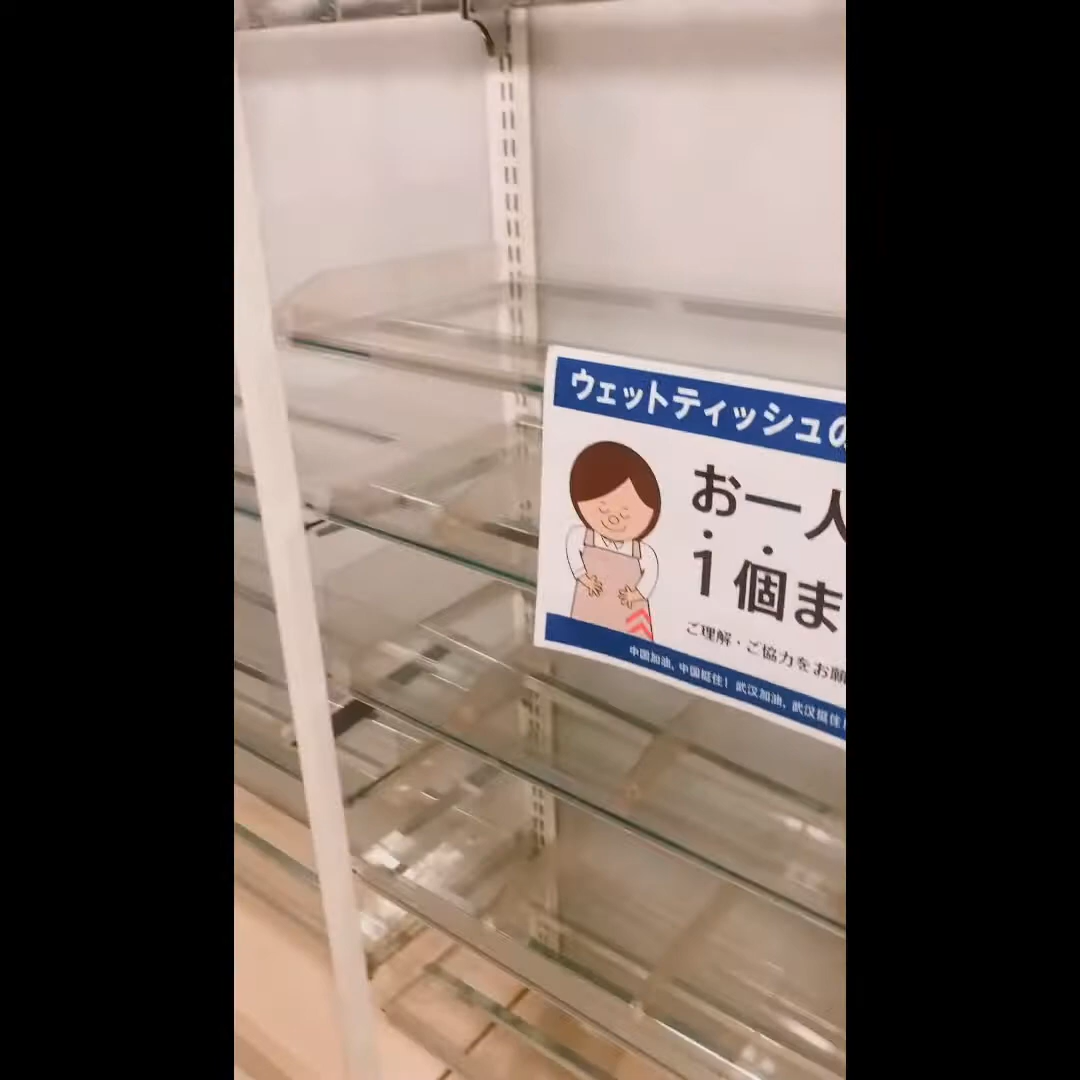 ウェットティッシュの
お一人
1個ま
ご理解・ご協力をお願
中国加油, 中国挺住! 武汉加油, 武汉挺住!